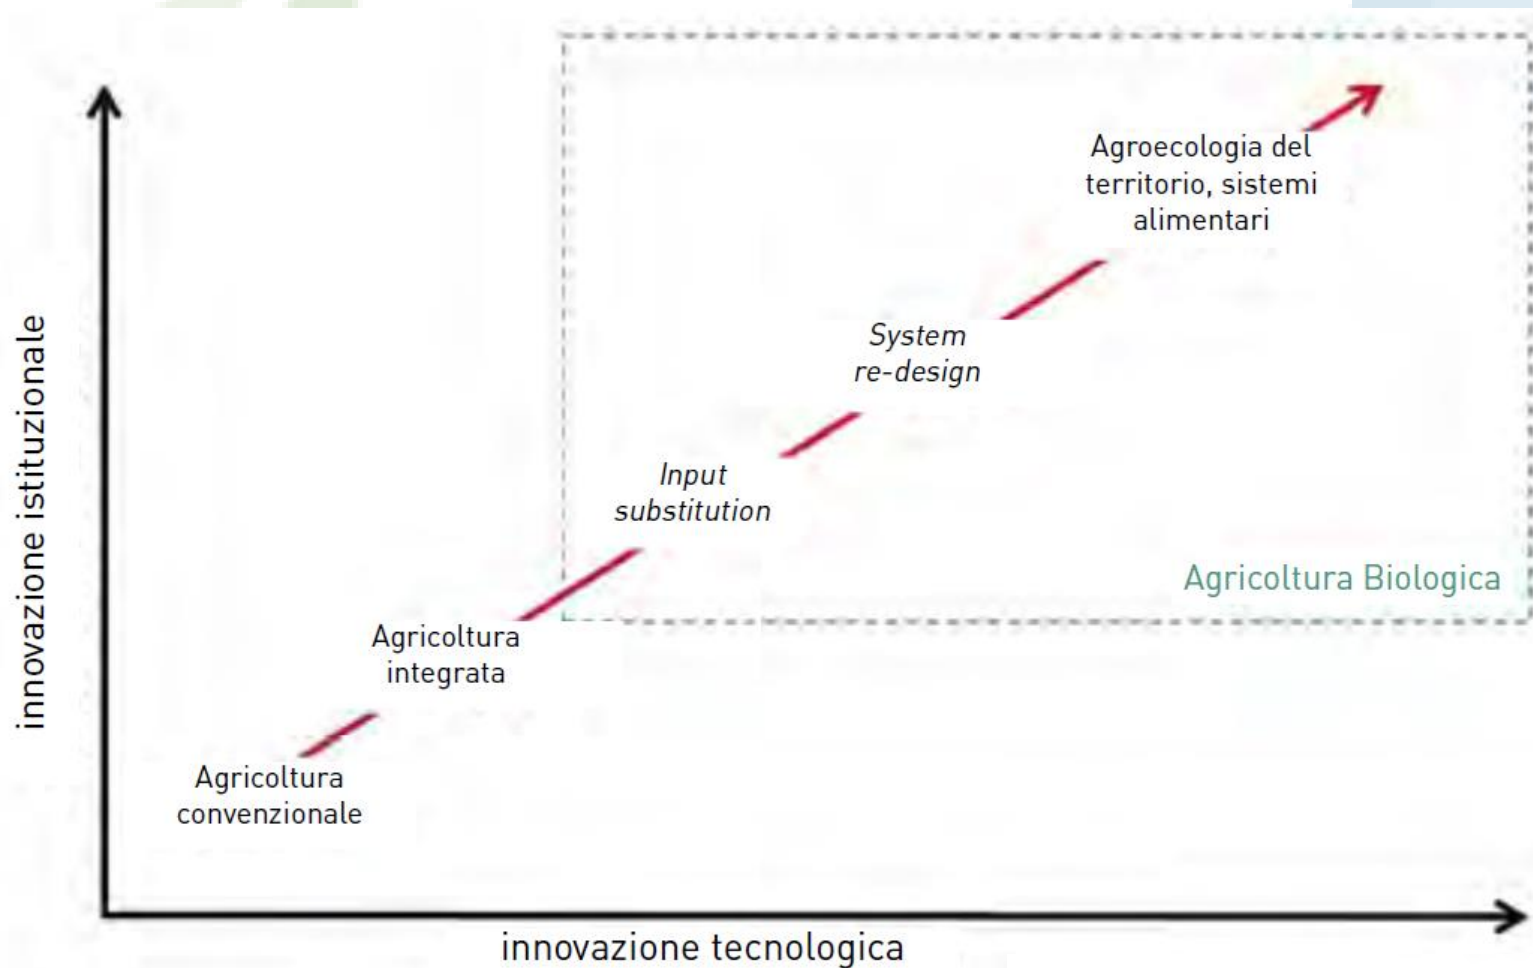 Agroecologia del
territorio, sistemi
alimentari
System
re-design
Input
substitution
Agricoltura Biologica
Agricoltura
integrata
Agricoltura
convenzionale
innovazione istituzionale
innovazione tecnologica